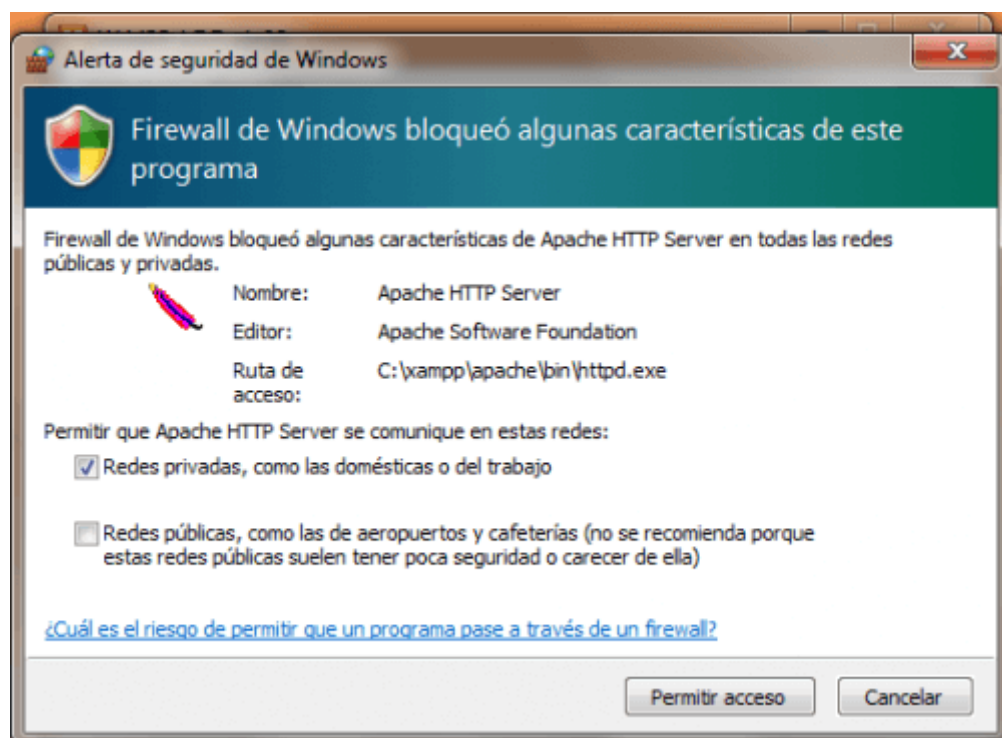 Alerta de seguridad de Windows
Firewall de Windows bloqueó algunas características de este
programa
Firewall de Windows bloqueó algunas características de Apache HTTP Server en todas las redes
públicas y privadas.
Nombre: Apache HTTP Server
Editor: Apache Software Foundation
Ruta de acceso: C:\xampp\apache\bin\httpd.exe
Permitir que Apache HTTP Server se comunique en estas redes:
Redes privadas, como las domésticas o del trabajo
Redes públicas, como las de aeropuertos y cafeterías (no se recomienda porque
estas redes públicas suelen tener poca seguridad o carecer de ella)
¿Cuál es el riesgo de permitir que un programa pase a través de un firewall?
Permitir acceso
Cancelar